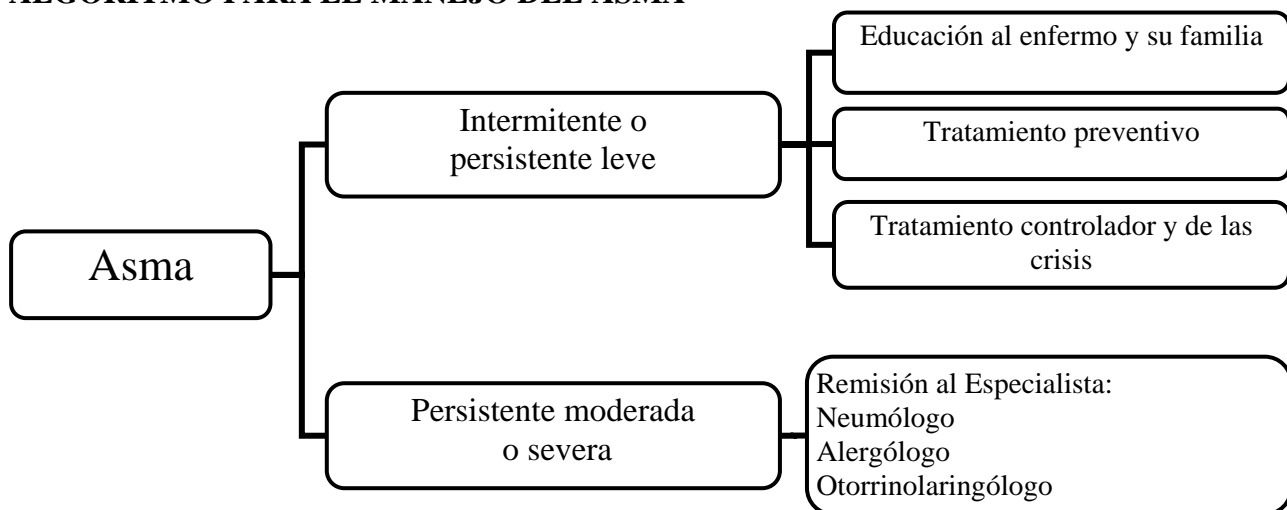 ALGORITMO PARA EL MANEJO DEL ASMA
Asma
Intermitente o
persistente leve
Educación al enfermo y su familia
Tratamiento preventivo
Tratamiento controlador y de las
crisis
Persistente moderada
o severa
Remisión al Especialista:
Neumólogo
Alergólogo
Otorrinolaringólogo